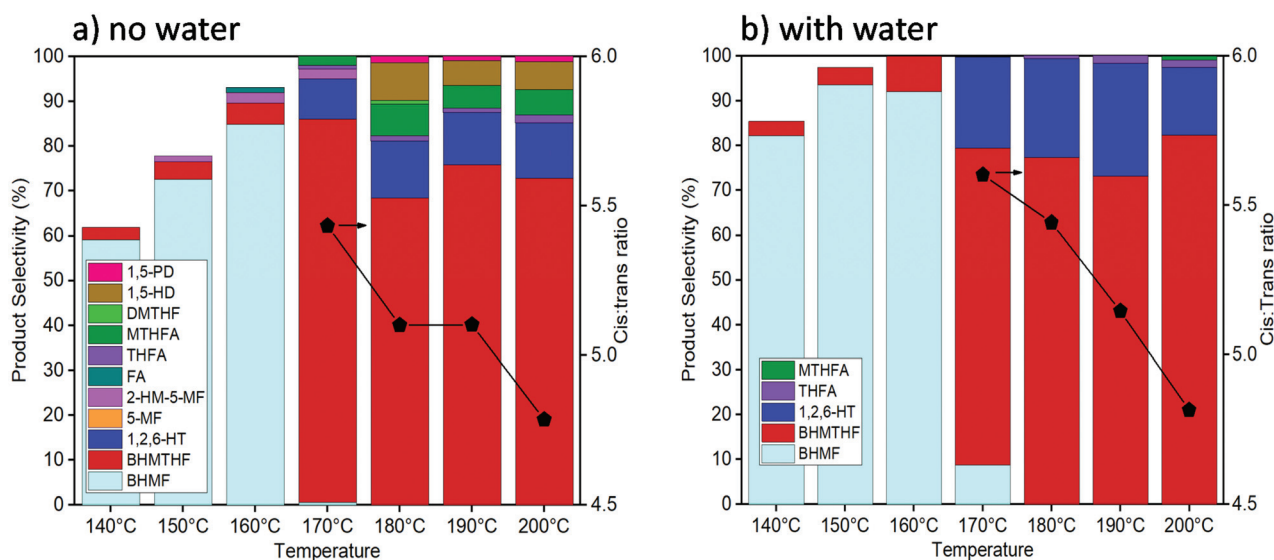 a) no water
100
90
80
70
60
50
40
30
20
10
0
Product Selectivity (%)
1,5-PD
1,5-HD
DMTHF
MTHFA
THFA
FA
2-HM-5-MF
5-MF
1,2,6-HT
BHMTHF
BHMF
6.0
5.5
5.0
4.5
Cis:trans ratio
140°C 150°C 160°C 170°C 180°C 190°C 200°C
Temperature
b) with water
100
90
80
70
60
50
40
30
20
10
0
Product Selectivity (%)
MTHFA
THFA
1,2,6-HT
BHMTHF
BHMF
6.0
5.5
5.0
4.5
Cis:Trans ratio
140°C 150°C 160°C 170°C 180°C 190°C 200°C
Temperature